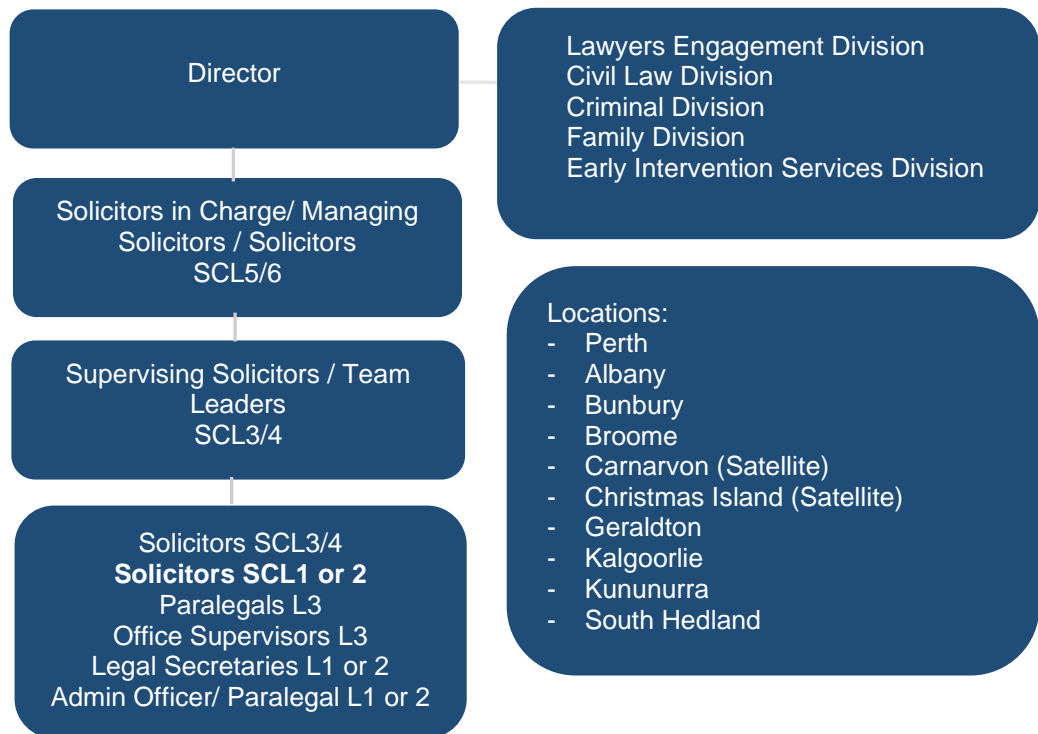 Director
Lawyers Engagement Division
Civil Law Division
Criminal Division
Family Division
Early Intervention Services Division
Solicitors in Charge/ Managing
Solicitors / Solicitors
SCL5/6
Supervising Solicitors / Team
Leaders
SCL3/4
Solicitors SCL3/4
Solicitors SCL1 or 2
Paralegals L3
Office Supervisors L3
Legal Secretaries L1 or 2
Admin Officer/ Paralegal L1 or 2
Locations:
- Perth
- Albany
- Bunbury
- Broome
- Carnarvon (Satellite)
- Christmas Island (Satellite)
- Geraldton
- Kalgoorlie
- Kununurra
- South Hedland